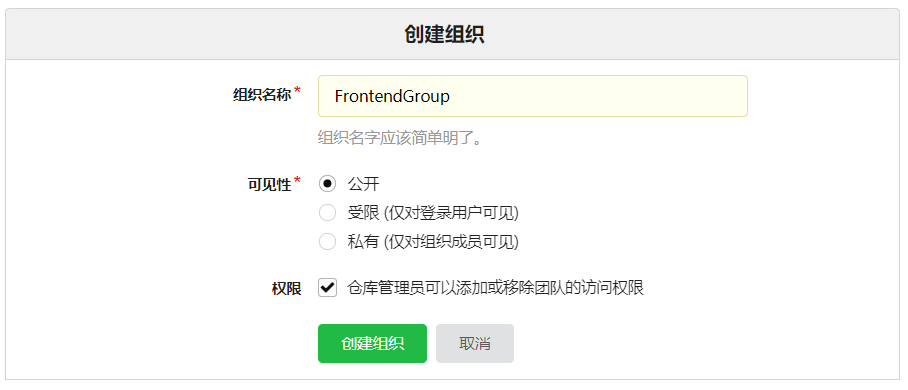 创建组织
组织名称*
FrontendGroup
组织名字应该简单明了。
可见性*
公开
受限 (仅对登录用户可见)
私有 (仅对组织成员可见)
权限
仓库管理员可以添加或移除团队的访问权限
创建组织
取消